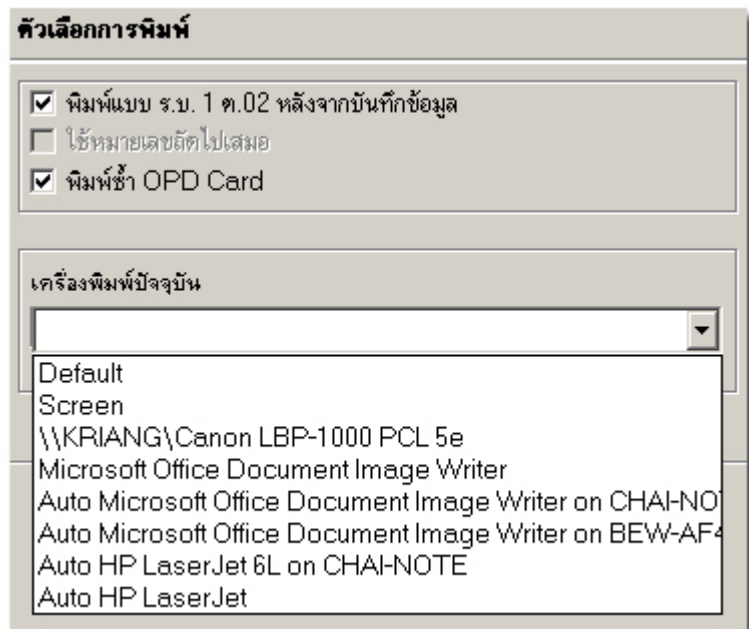 ตัวเลือกการพิมพ์
พิมพ์แบบ ร.บ. 1 ต.02 หลังจากบันทึกข้อมูล
ใช้หมายเลขถัดไปเสมอ
พิมพ์ซ้ำ OPD Card
เครื่องพิมพ์ปัจจุบัน
Default
Screen
\\KRIANG\Canon LBP-1000 PCL 5e
Microsoft Office Document Image Writer
Auto Microsoft Office Document Image Writer on CHAI-NO
Auto Microsoft Office Document Image Writer on BEW-AF4
Auto HP LaserJet 6L on CHAI-NOTE
Auto HP LaserJet